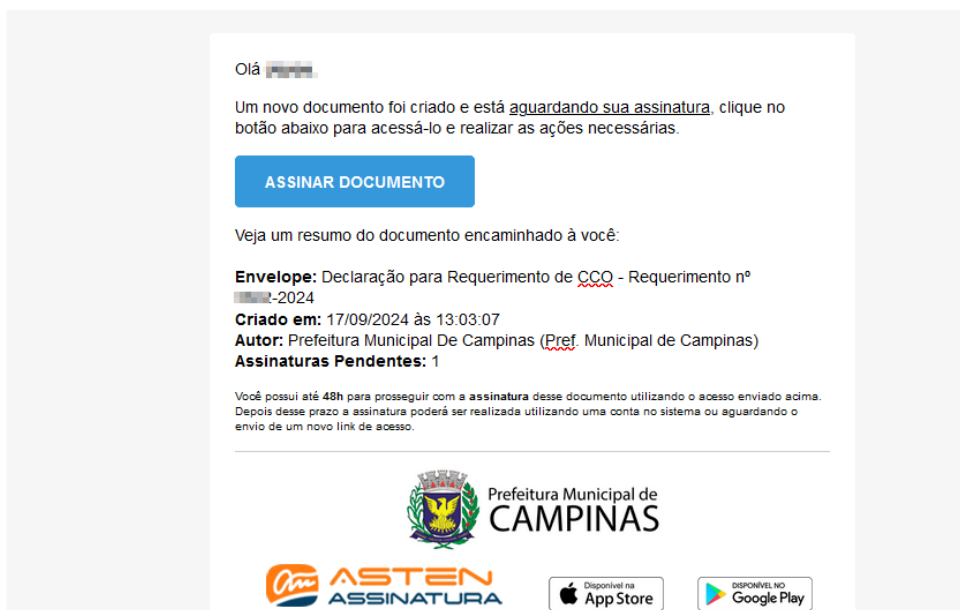 Olá
Um novo documento foi criado e está aguardando sua assinatura, clique no
botão abaixo para acessá-lo e realizar as ações necessárias.
ASSINAR DOCUMENTO
Veja um resumo do documento encaminhado à você:
Envelope: Declaração para Requerimento de CCO - Requerimento nº
-2024
Criado em: 17/09/2024 às 13:03:07
Autor: Prefeitura Municipal De Campinas (Pref. Municipal de Campinas)
Assinaturas Pendentes: 1
Você possui até 48h para prosseguir com a assinatura desse documento utilizando o acesso enviado acima.
Depois desse prazo a assinatura poderá ser realizada utilizando uma conta no sistema ou aguardando o
envio de um novo link de acesso.
Prefeitura Municipal de
CAMPINAS
ASTEN
ASSINATURA
Disponível na
App Store
DISPONÍVEL NO
Google Play